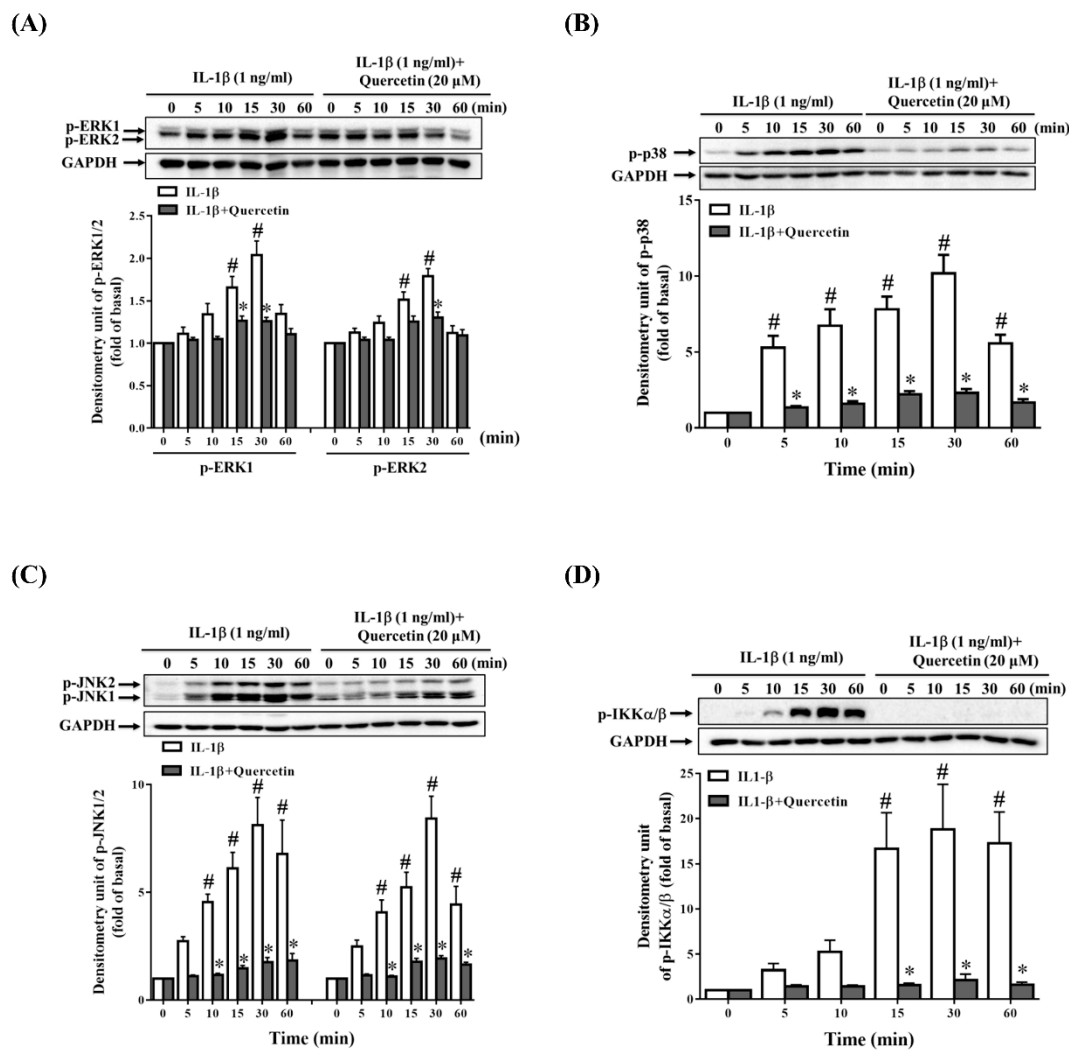 (A)
IL-1β (1 ng/ml)
IL-1β (1 ng/ml)+
Quercetin (20 μM)
0 5 10 15 30 60 0 5 10 15 30 60 (min)
p-ERK1
p-ERK2
GAPDH
IL-1β
IL-1β+Quercetin
Densitometry unit of p-ERK1/2
(fold of basal)
2.5
2.0
1.5
1.0
0.5
0.0
# # # #
* * *
0 5 10 15 30 60 0 5 10 15 30 60 (min)
p-ERK1 p-ERK2
(B)
IL-1β (1 ng/ml)
IL-1β (1 ng/ml)+
Quercetin (20 μM)
0 5 10 15 30 60 0 5 10 15 30 60 (min)
p-p38
GAPDH
IL-1β
IL-1β+Quercetin
Densitometry unit of p-p38
(fold of basal)
15
10
5
0
# # # # #
* * * * *
0 5 10 15 30 60
Time (min)
(C)
IL-1β (1 ng/ml)
IL-1β (1 ng/ml)+
Quercetin (20 μM)
0 5 10 15 30 60 0 5 10 15 30 60 (min)
p-JNK2
p-JNK1
GAPDH
IL-1β
IL-1β+Quercetin
Densitometry unit of p-JNK1/2
(fold of basal)
10
5
0
# # # # # # # #
* * * * * * * *
0 5 10 15 30 60 0 5 10 15 30 60
Time (min)
(D)
IL-1β (1 ng/ml)
IL-1β (1 ng/ml)+
Quercetin (20 μM)
0 5 10 15 30 60 0 5 10 15 30 60 (min)
p-IKKα/β
GAPDH
IL1-β
IL1-β+Quercetin
Densitometry unit
of p-IKKα/β (fold of basal)
25
20
15
10
5
0
# # #
* * *
0 5 10 15 30 60
Time (min)